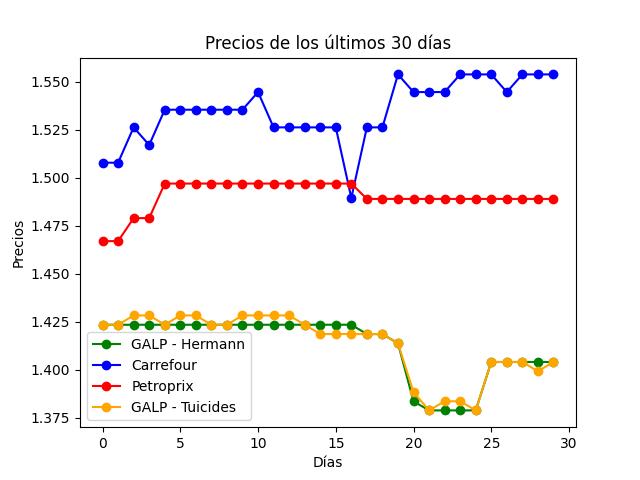 Precios de los últimos 30 días
Precios
1.550
1.525
1.500
1.475
1.450
1.425
1.400
1.375
GALP - Hermann
Carrefour
Petroprix
GALP - Tuicides
0 5 10 15 20 25 30
Días